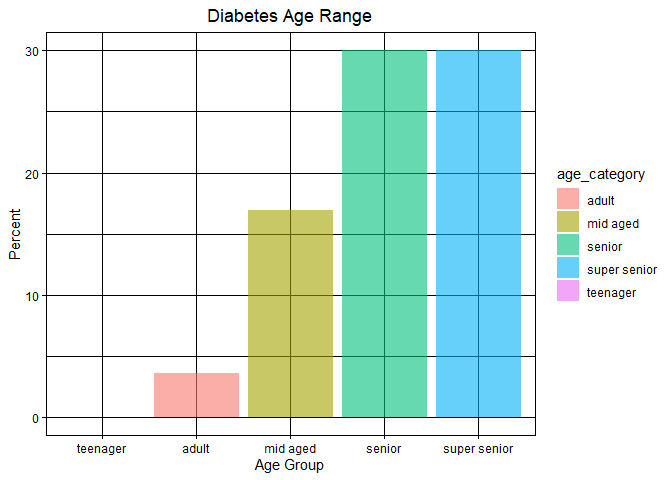 Diabetes Age Range
Percent
30
20
10
0
teenager
adult
mid aged
senior
super senior
Age Group
age_category
adult
mid aged
senior
super senior
teenager